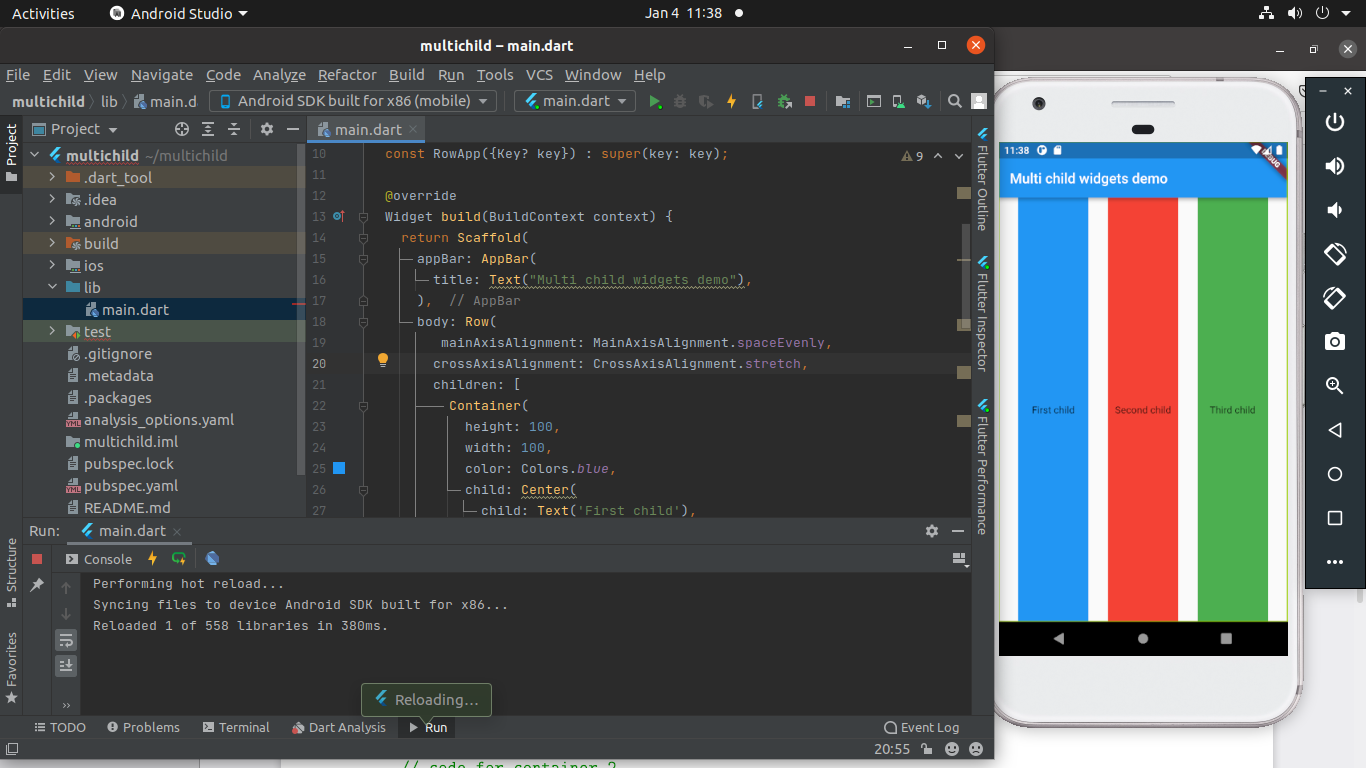 Activities Android Studio Jan 4 11:38
multichild – main.dart
File Edit View Navigate Code Analyze Refactor Build Run Tools VCS Window Help
multichild lib main.d Android SDK built for x86 (mobile) main.dart
Project
Project
main.dart
multichild ~/multichild
.dart_tool
.idea
android
build
ios
lib
main.dart
test
.gitignore
.metadata
.packages
analysis_options.yaml
multichild.iml
pubspec.lock
pubspec.yaml
README.md
9
10 const RowApp({Key? key}) : super(key: key);
11
12 @override
13 Widget build(BuildContext context) {
14 return Scaffold(
15 appBar: AppBar(
16 title: Text("Multi child widgets demo"),
17 ), // AppBar
18 body: Row(
19 mainAxisAlignment: MainAxisAlignment.spaceEvenly,
20 crossAxisAlignment: CrossAxisAlignment.stretch,
21 children: [
22 Container(
23 height: 100,
24 width: 100,
25 color: Colors.blue,
26 child: Center(
27 child: Text('First child'),
Flutter Outline
Flutter Inspector
Flutter Performance
Run: main.dart
Console
Structure
Favorites
Performing hot reload...
Syncing files to device Android SDK built for x86...
Reloaded 1 of 558 libraries in 380ms.
Reloading...
TODO Problems Terminal Dart Analysis Run Event Log
20:55
11:38
DEBUG
Multi child widgets demo
First child Second child Third child
// code for container 2